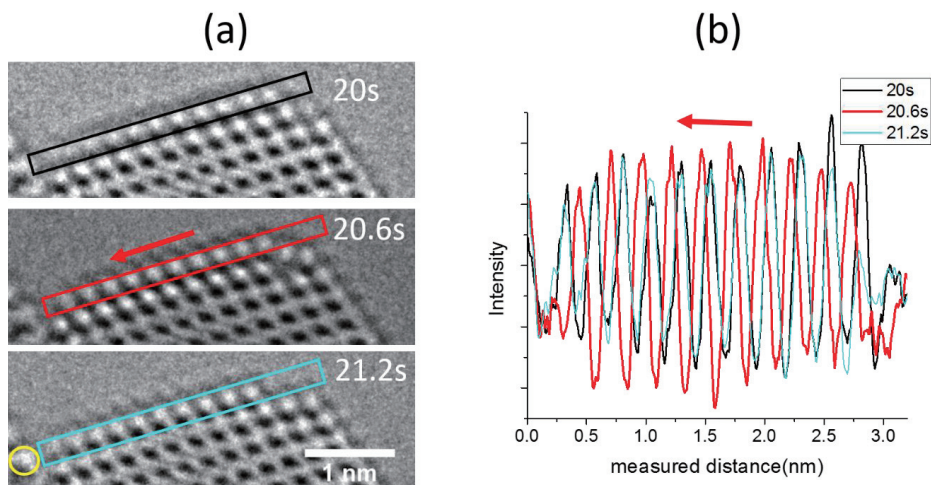 (a)
20s
20.6s
21.2s
1 nm
(b)
20s
20.6s
21.2s
Intensity
0.0 0.5 1.0 1.5 2.0 2.5 3.0
measured distance(nm)